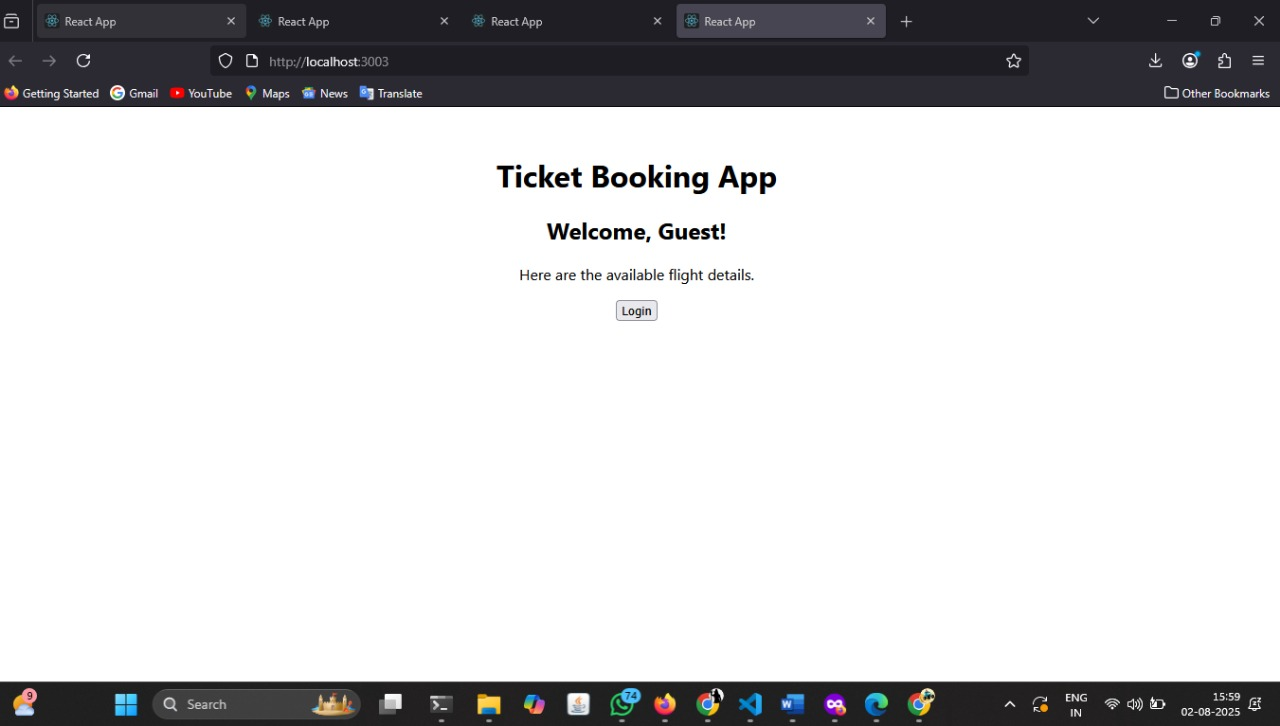 React App
React App
React App
React App
http://localhost:3003
Getting Started
Gmail
YouTube
Maps
News
Translate
Other Bookmarks
Ticket Booking App
Welcome, Guest!
Here are the available flight details.
Login
9
Search
74
ENG
IN
15:59
02-08-2025